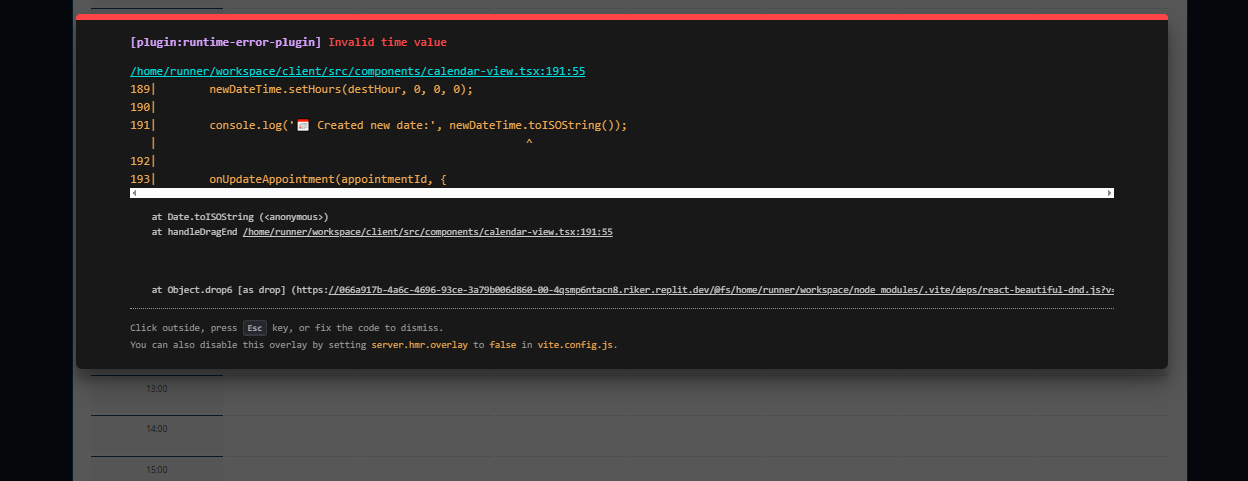 [plugin:runtime-error-plugin] Invalid time value
/home/runner/workspace/client/src/components/calendar-view.tsx:191:55
189|        newDateTime.setHours(destHour, 0, 0, 0);
190|
191|        console.log('📅 Created new date:', newDateTime.toISOString());
   |                                                        ^
192|
193|        onUpdateAppointment(appointmentId, {
at Date.toISOString (<anonymous>)
at handleDragEnd /home/runner/workspace/client/src/components/calendar-view.tsx:191:55
at Object.drop6 [as drop] (https://066a917b-4a6c-4696-93ce-3a79b006d860-00-4qsmp6ntacn8.riker.replit.dev/@fs/home/runner/workspace/node_modules/.vite/deps/react-beautiful-dnd.js?v=
Click outside, press Esc key, or fix the code to dismiss.
You can also disable this overlay by setting server.hmr.overlay to false in vite.config.js.
13:00
14:00
15:00